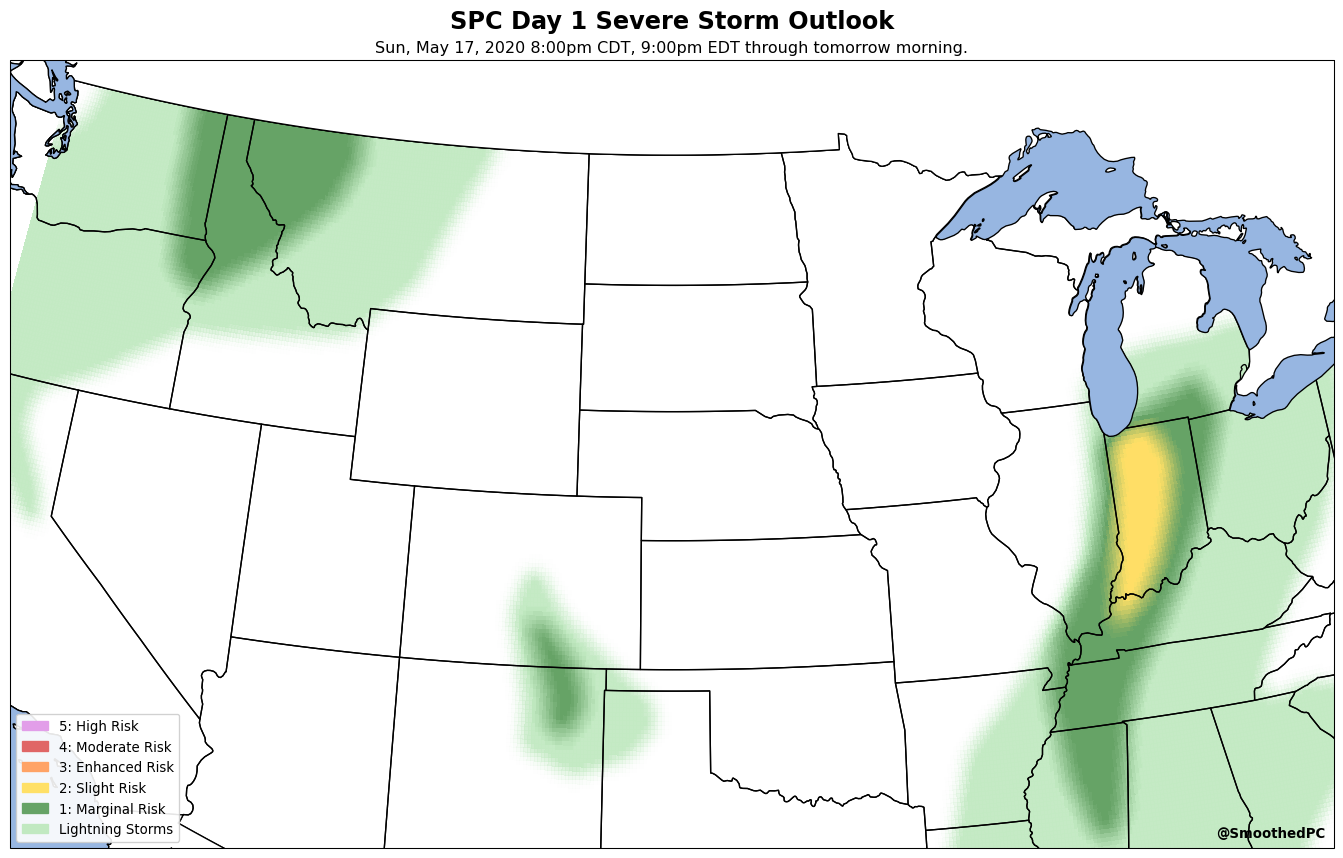 SPC Day 1 Severe Storm Outlook
Sun, May 17, 2020 8:00pm CDT, 9:00pm EDT through tomorrow morning.
5: High Risk
4: Moderate Risk
3: Enhanced Risk
2: Slight Risk
1: Marginal Risk
Lightning Storms
@SmoothedPC